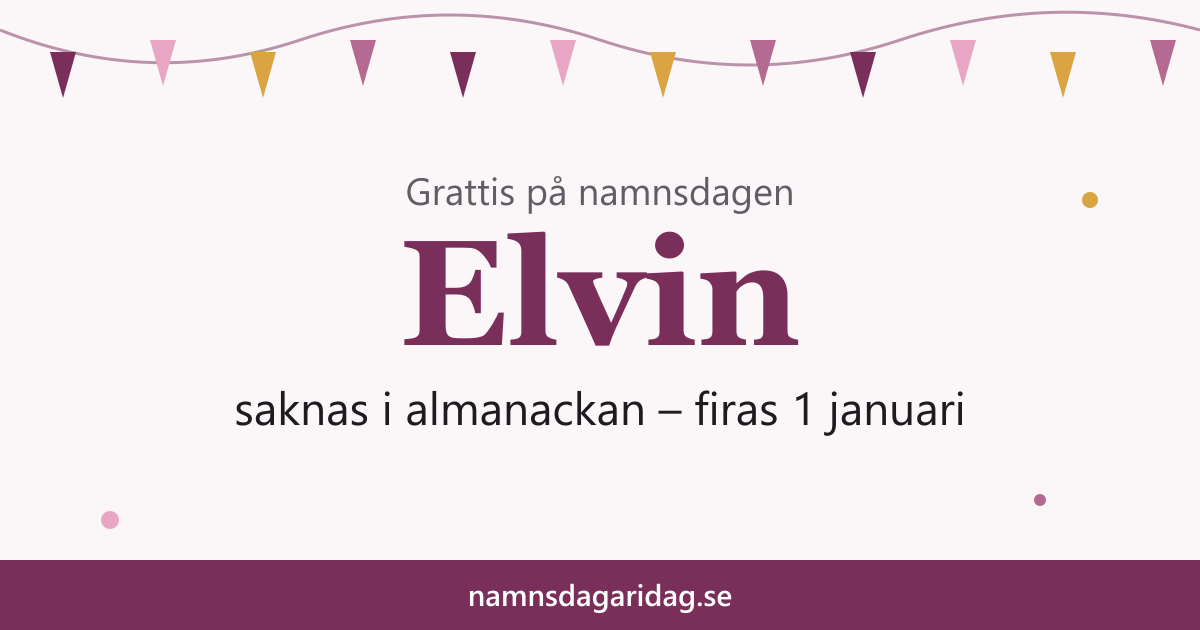 Grattis på namnsdagen
Elvin
saknas i almanackan – firas 1 januari
namnsdagaridag.se